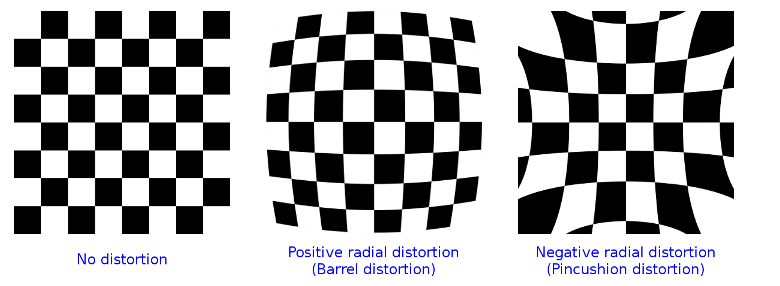 No distortion
Positive radial distortion
(Barrel distortion)
Negative radial distortion
(Pincushion distortion)